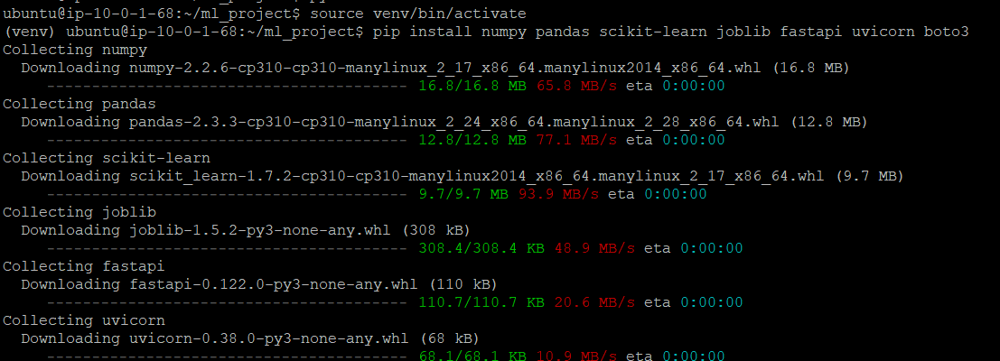 ubuntu@ip-10-0-1-68:~/ml_project$ source venv/bin/activate
(venv) ubuntu@ip-10-0-1-68:~/ml_project$ pip install numpy pandas scikit-learn joblib fastapi uvicorn boto3
Collecting numpy
  Downloading numpy-2.2.6-cp310-cp310-manylinux_2_17_x86_64.manylinux2014_x86_64.whl (16.8 MB)
     ---------------------------------------- 16.8/16.8 MB 65.8 MB/s eta 0:00:00
Collecting pandas
  Downloading pandas-2.3.3-cp310-cp310-manylinux_2_24_x86_64.manylinux_2_28_x86_64.whl (12.8 MB)
     ---------------------------------------- 12.8/12.8 MB 77.1 MB/s eta 0:00:00
Collecting scikit-learn
  Downloading scikit_learn-1.7.2-cp310-cp310-manylinux2014_x86_64.manylinux_2_17_x86_64.whl (9.7 MB)
     ---------------------------------------- 9.7/9.7 MB 93.9 MB/s eta 0:00:00
Collecting joblib
  Downloading joblib-1.5.2-py3-none-any.whl (308 kB)
     ---------------------------------------- 308.4/308.4 KB 48.9 MB/s eta 0:00:00
Collecting fastapi
  Downloading fastapi-0.122.0-py3-none-any.whl (110 kB)
     ---------------------------------------- 110.7/110.7 KB 20.6 MB/s eta 0:00:00
Collecting uvicorn
  Downloading uvicorn-0.38.0-py3-none-any.whl (68 kB)
     ---------------------------------------- 68.1/68.1 KB 10.9 MB/s eta 0:00:00